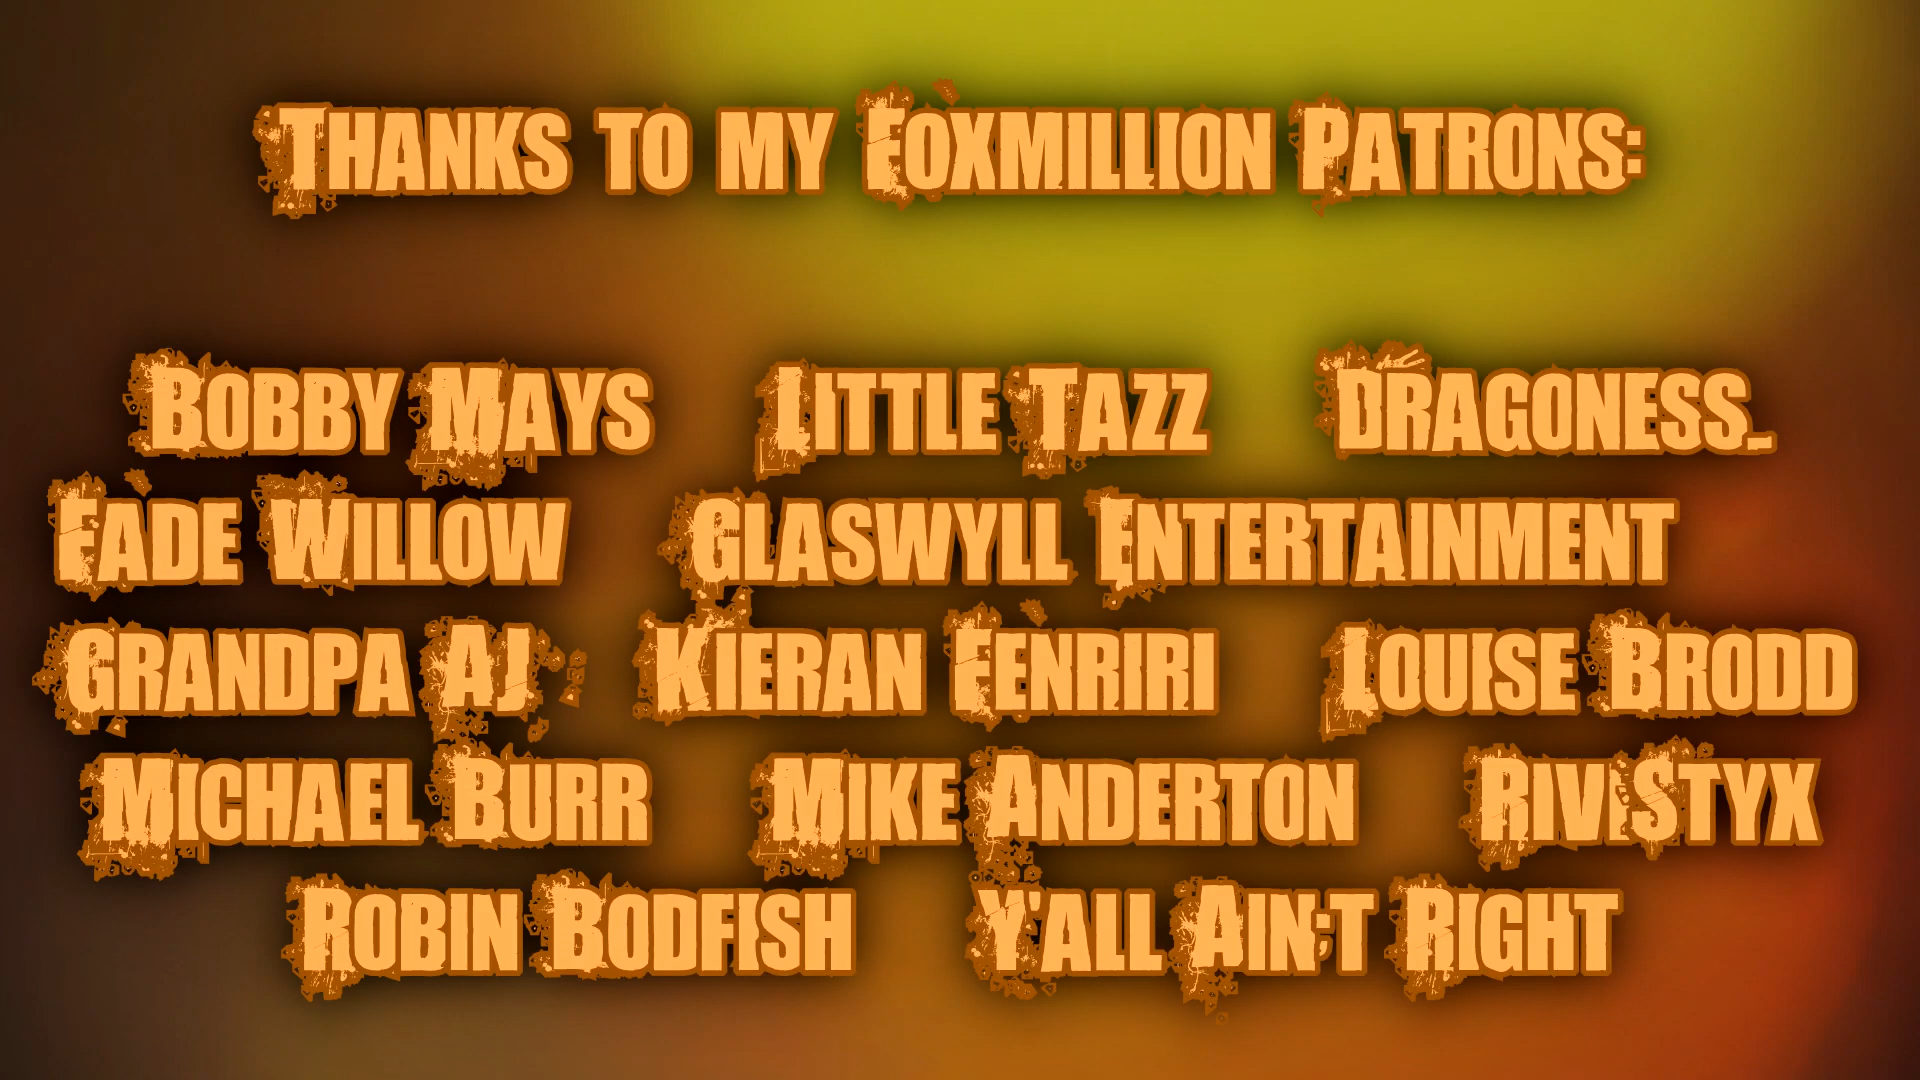 Thanks to my Foxmillion Patrons:
Bobby Mays Little Tazz Dragoness_
Fade Willow Glaswyll Entertainment
Grandpa AJ Kieran Fenriri Louise Brodd
Michael Burr Mike Anderton RiviStyx
Robin Bodfish Y'all Ain;t Right